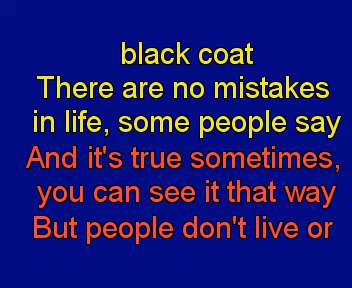 black coat
There are no mistakes
in life, some people say
And it's true sometimes,
you can see it that way
But people don't live or